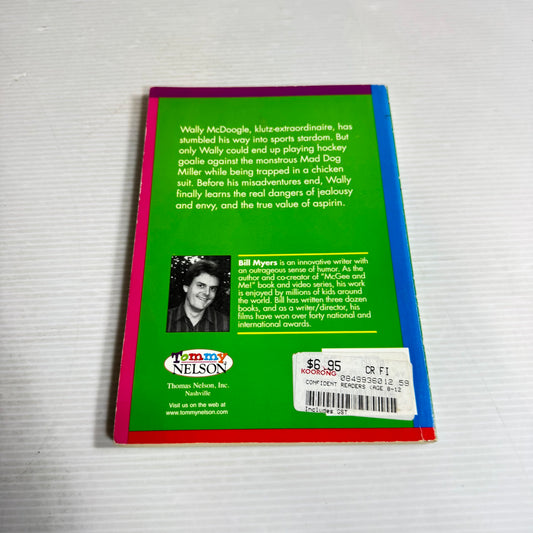 Wally McDoogle, klutz-extraordinaire, has
stumbled his way into sports stardom. But
only Wally could end up playing hockey
goalie against the monstrous Mad Dog
Miller while being trapped in a chicken
suit. Before his misadventures end, Wally
finally learns the real dangers of jealousy
and envy, and the true value of aspirin.
Bill Myers is an innovative writer with
an outrageous sense of humor. As the
author and co-creator of "McGee and
Me!" book and video series, his work
is enjoyed by millions of kids around
the world. Bill has written three dozen
books, and as a writer/director, his
films have won over forty national and
international awards.
Tommy
NELSON
Thomas Nelson, Inc.
Nashville
Visit us on the web at
www.tommynelson.com
$6.95 CR FI
KOORONG 0849936012 59
CONFIDENT READERS (AGE 8-12
Includes GST